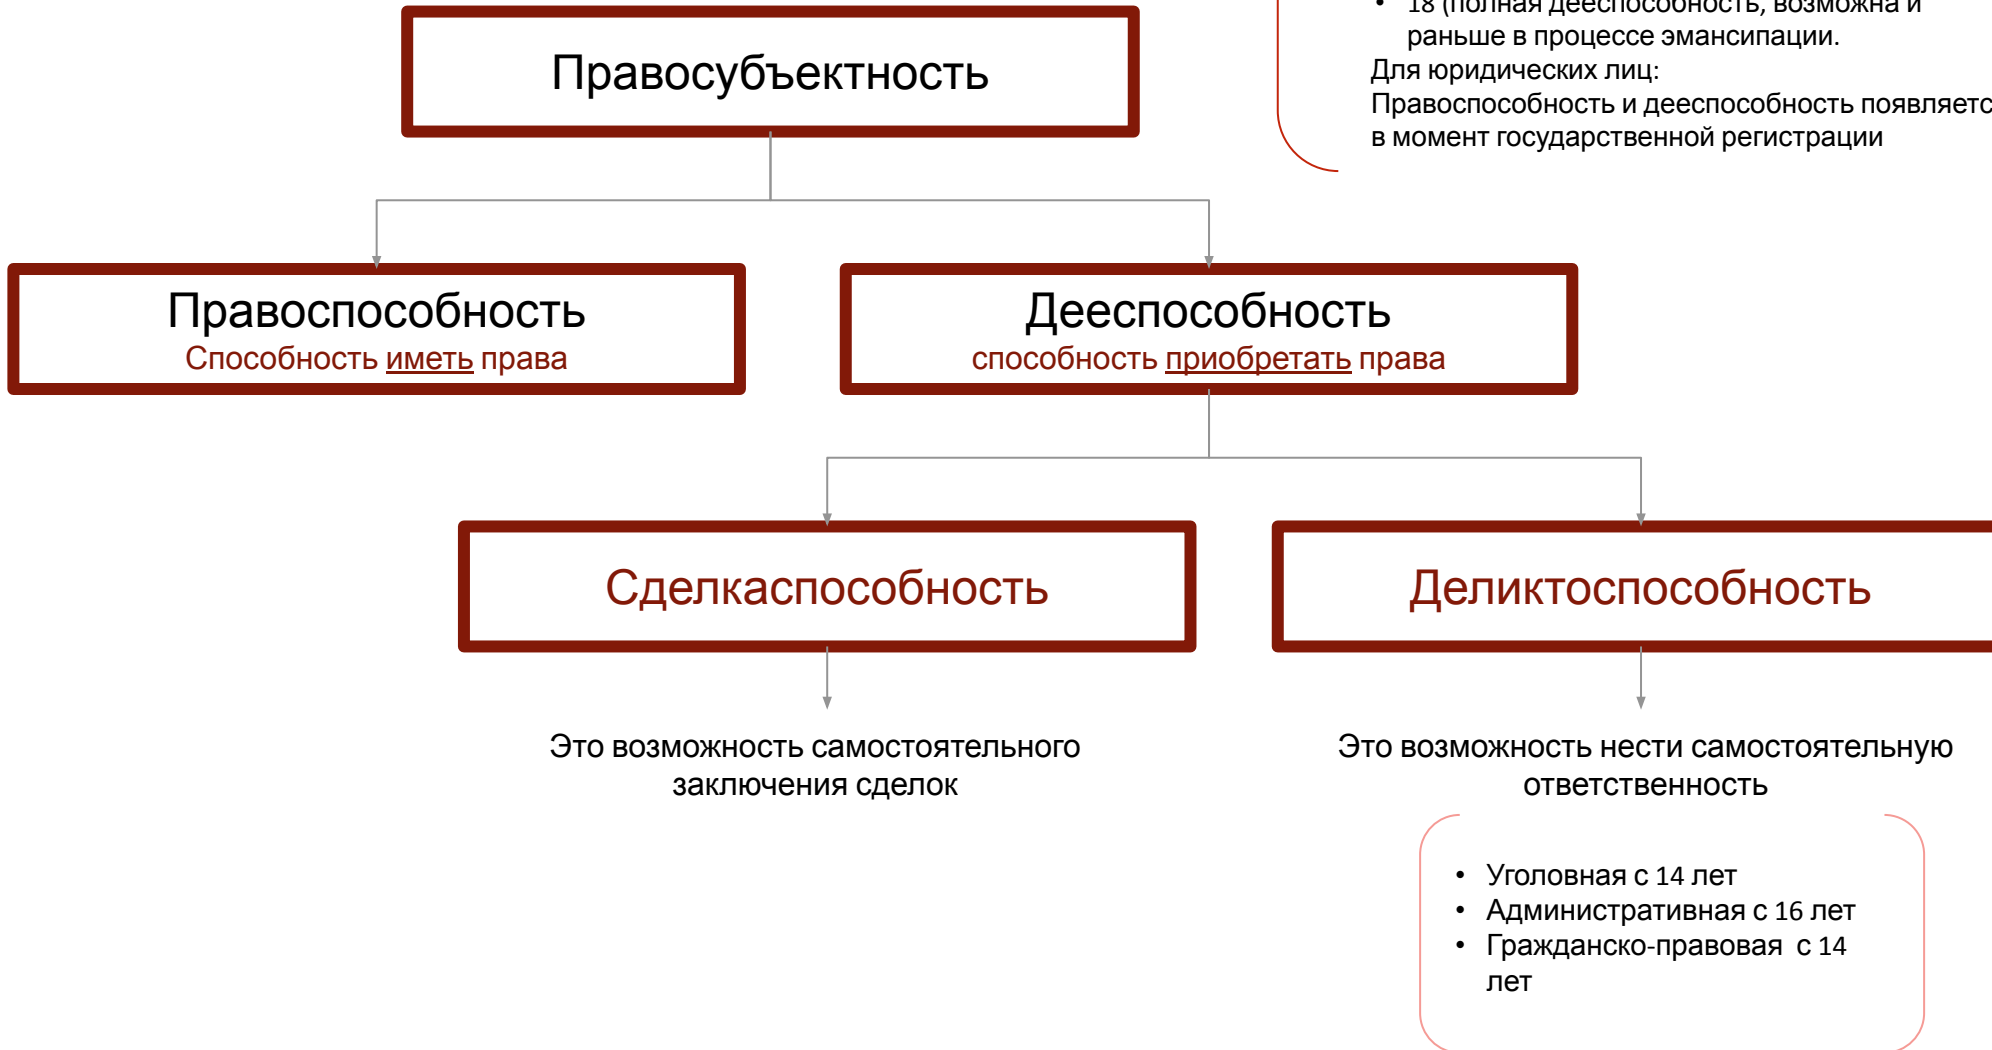 Правосубъектность
• 18 (полная дееспособность, возможна и
раньше в процессе эмансипации.
Для юридических лиц:
Правоспособность и дееспособность появляетс
в момент государственной регистрации
Правоспособность
Способность иметь права
Дееспособность
способность приобретать права
Сделкаспособность
Деликтоспособность
Это возможность самостоятельного
заключения сделок
Это возможность нести самостоятельную
ответственность
• Уголовная с 14 лет
• Административная с 16 лет
• Гражданско-правовая с 14
лет